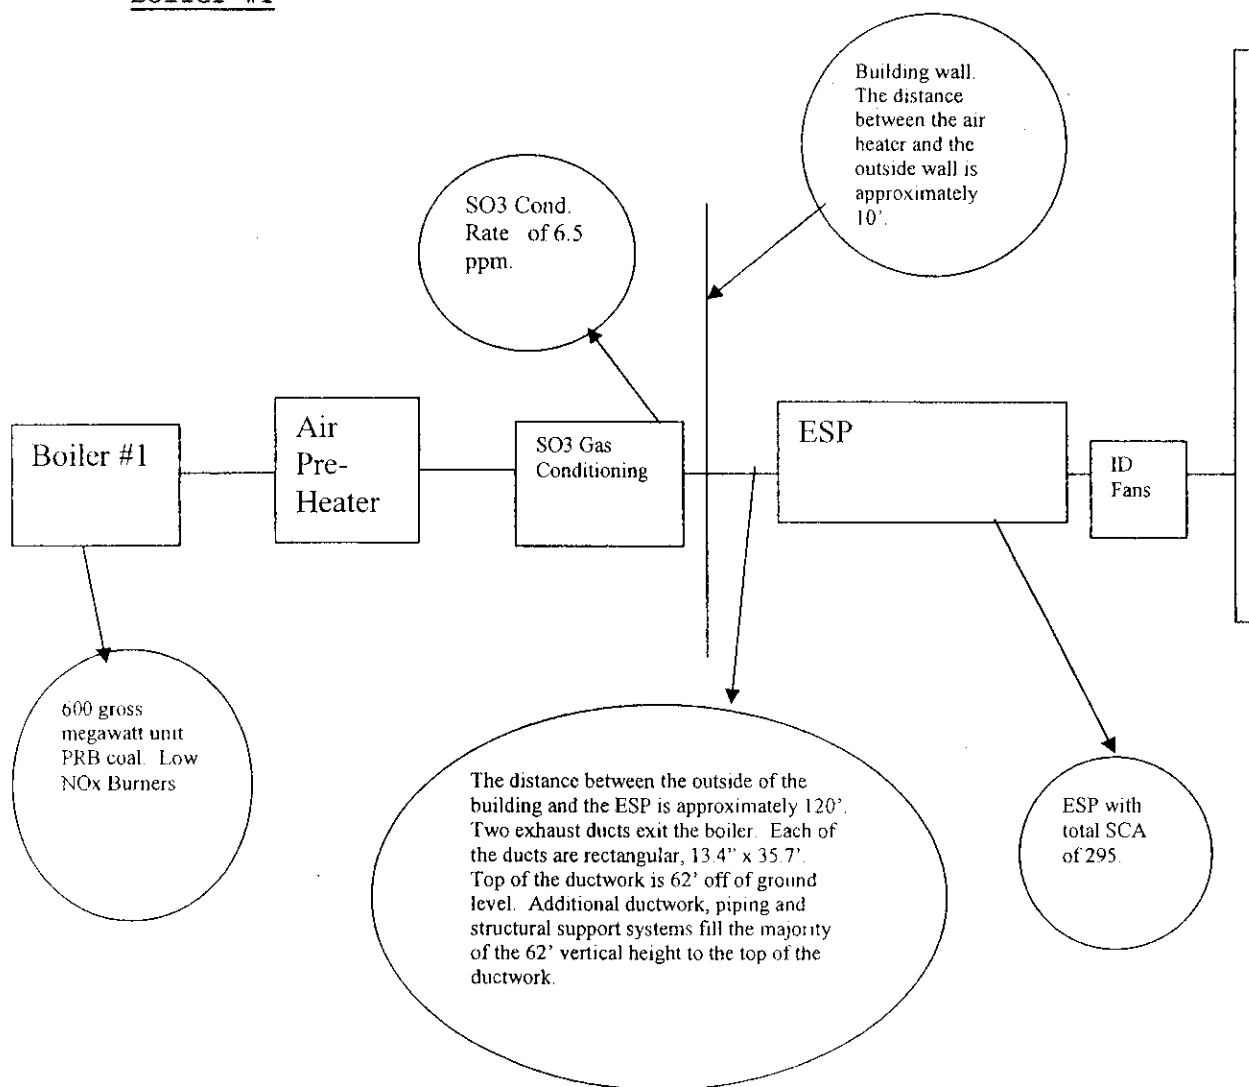 Boiler #1
Building wall.
The distance
between the air
heater and the
outside wall is
approximately
10'.
SO3 Cond.
Rate of 6.5
ppm.
Boiler #1
Air
Pre-
Heater
SO3 Gas
Conditioning
ESP
ID
Fans
600 gross
megawatt unit
PRB coal. Low
NOx Burners
The distance between the outside of the
building and the ESP is approximately 120'.
Two exhaust ducts exit the boiler. Each of
the ducts are rectangular, 13.4" x 35.7'.
Top of the ductwork is 62' off of ground
level. Additional ductwork, piping and
structural support systems fill the majority
of the 62' vertical height to the top of the
ductwork.
ESP with
total SCA
of 295.